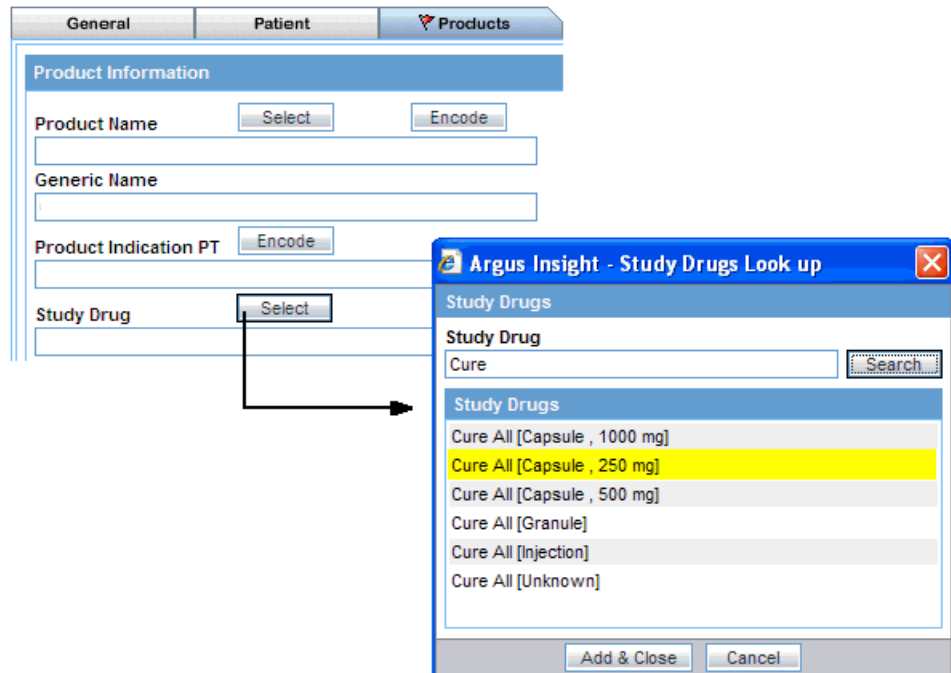 General Patient Products
Product Information
Product Name Select Encode
Generic Name
Product Indication PT Encode
Study Drug Select
Argus Insight - Study Drugs Look up
Study Drugs
Study Drug
Cure Search
Study Drugs
Cure All [Capsule , 1000 mg]
Cure All [Capsule , 250 mg]
Cure All [Capsule , 500 mg]
Cure All [Granule]
Cure All [Injection]
Cure All [Unknown]
Add & Close Cancel